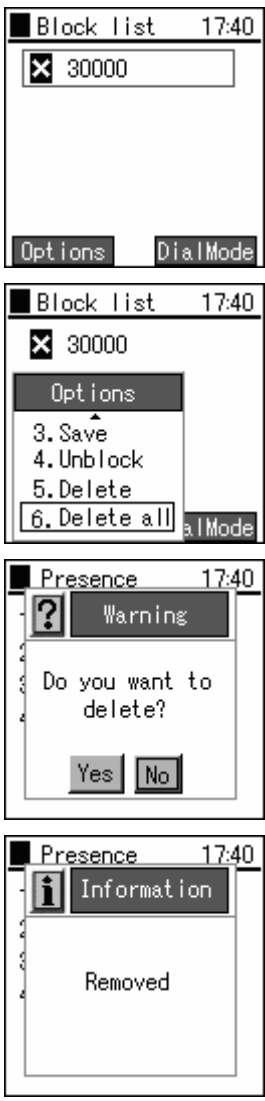 Block list 17:40
30000
Options DialMode
Block list 17:40
30000
Options
3.Save
4.Unblock
5.Delete
6.Delete all
alMode
Presence 17:40
? Warning
Do you want to
delete?
Yes No
Presence 17:40
i Information
Removed